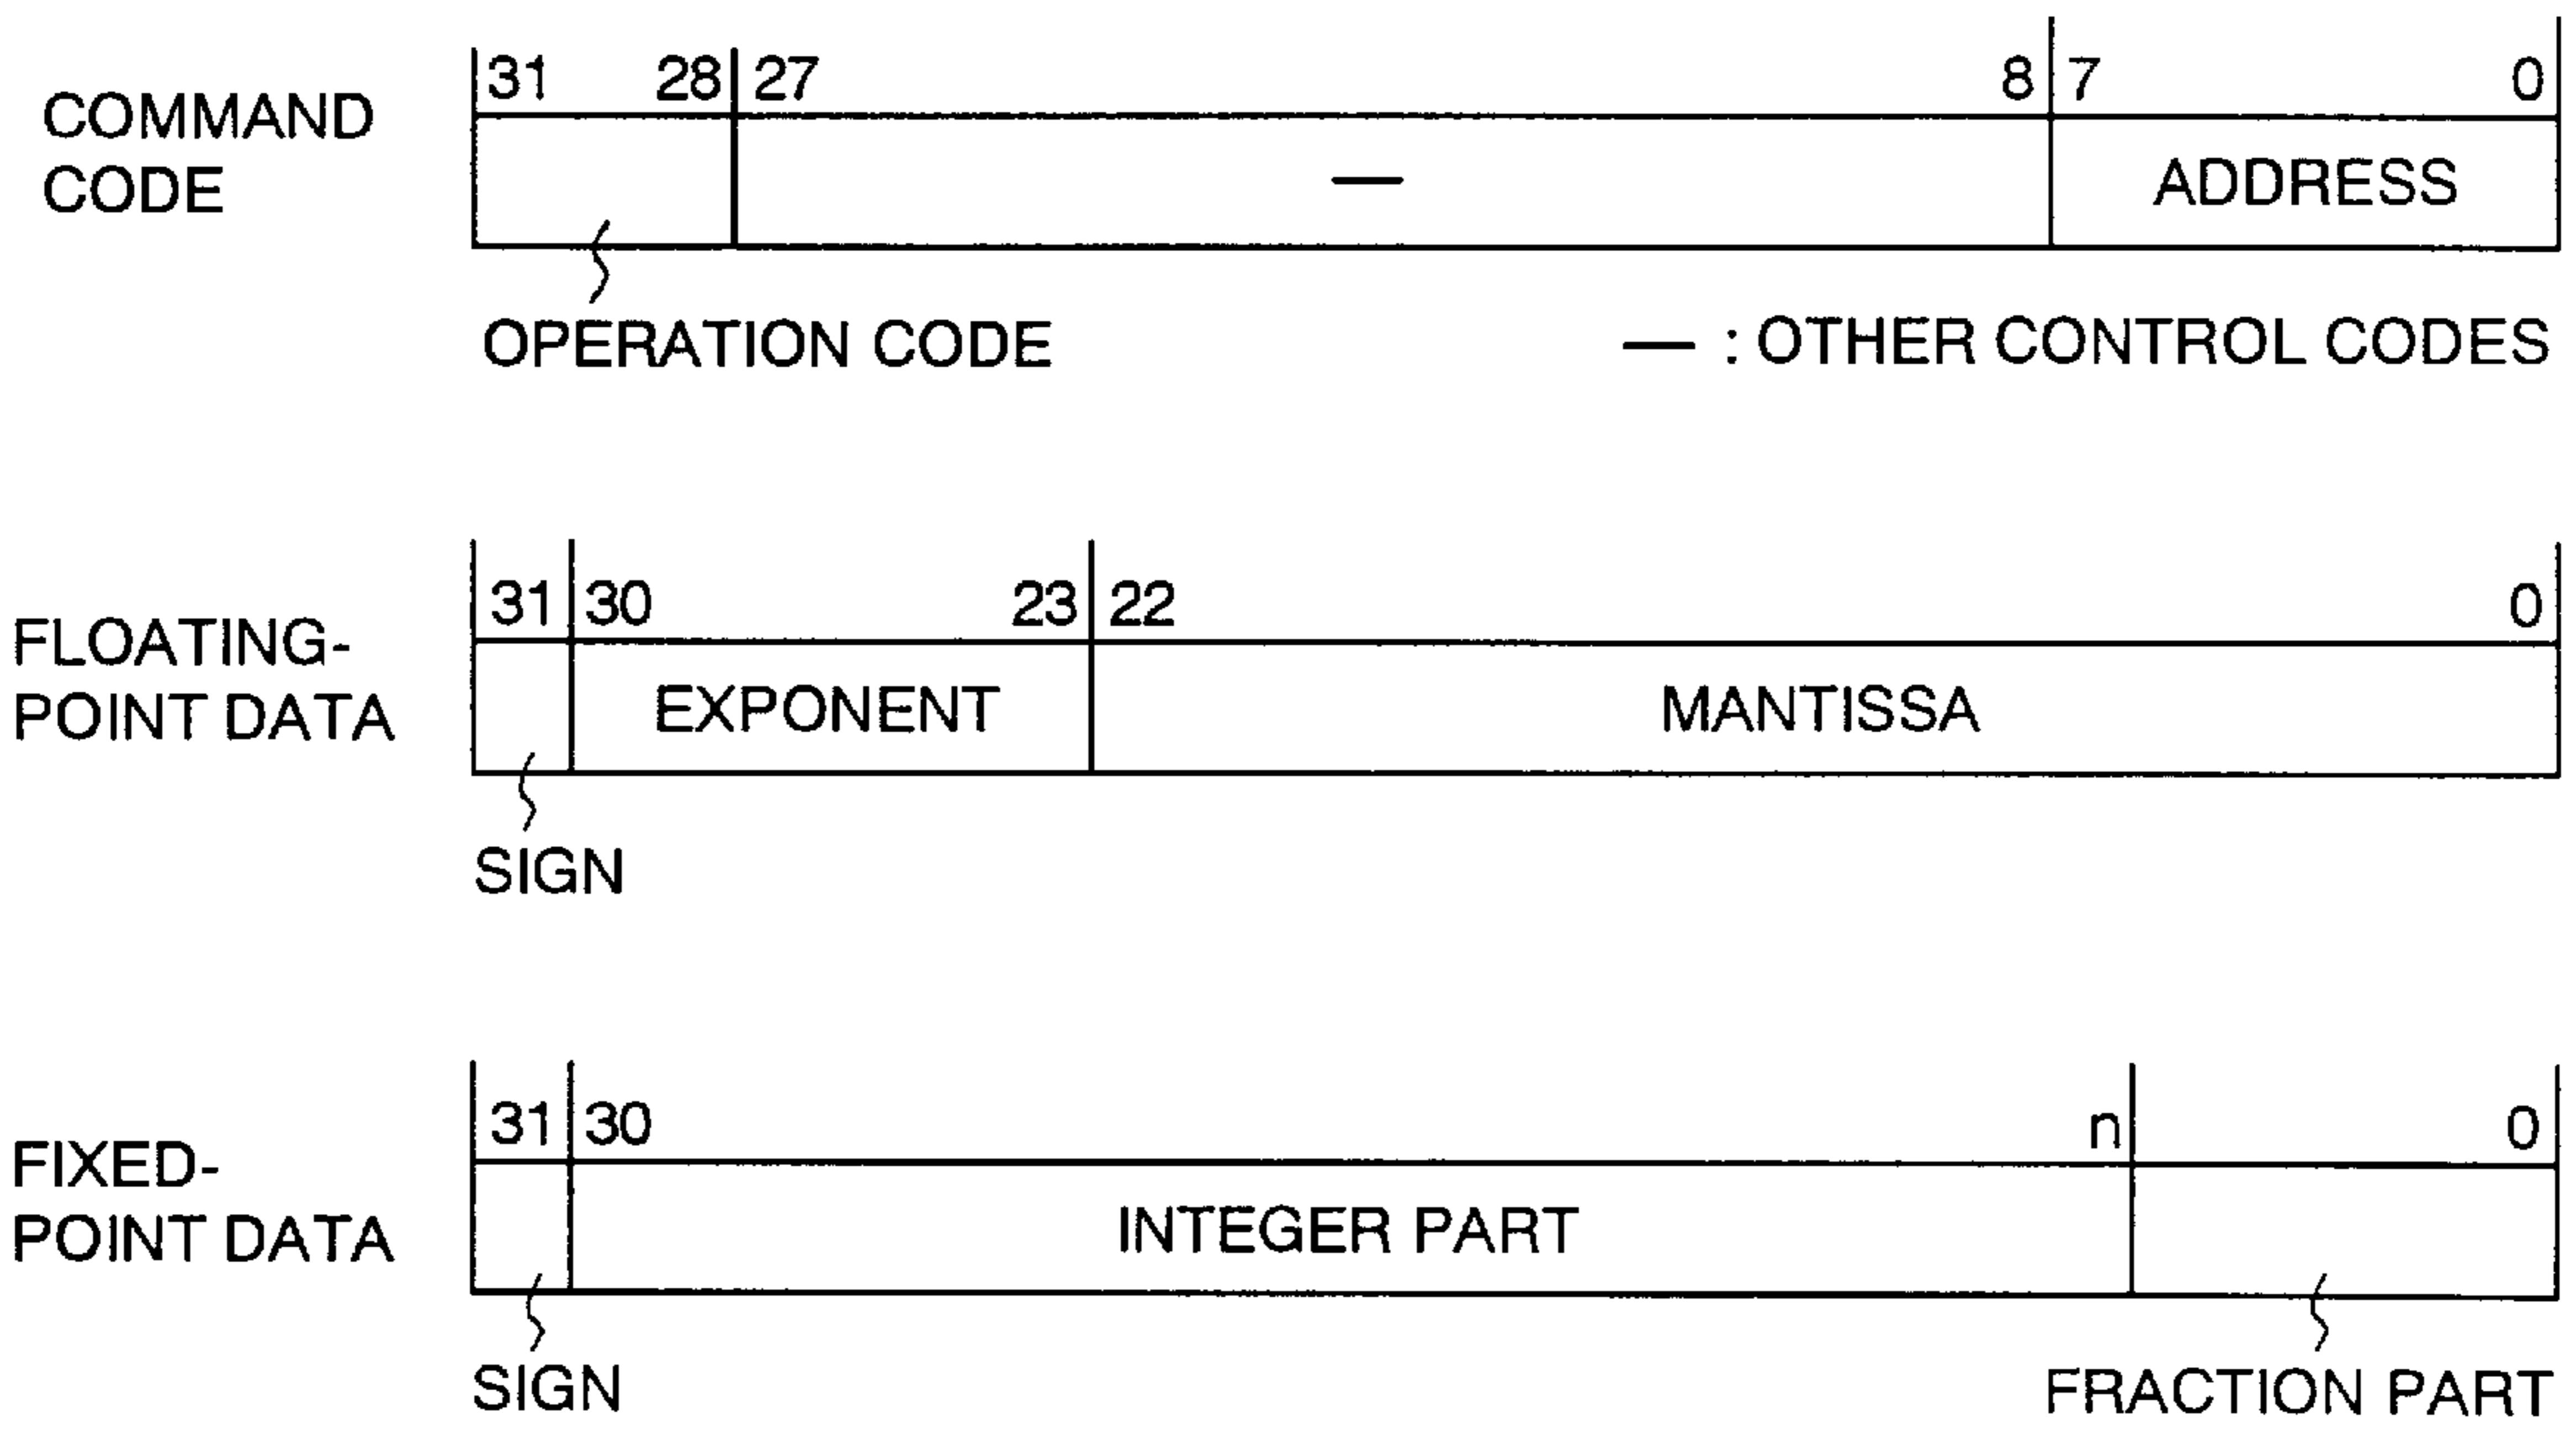 31 28 27 8 7 0
COMMAND
CODE
— ADDRESS
OPERATION CODE
— : OTHER CONTROL CODES
31 30 23 22 0
FLOATING-
POINT DATA
EXPONENT MANTISSA
SIGN
31 30 n 0
FIXED-
POINT DATA
INTEGER PART
SIGN
FRACTION PART